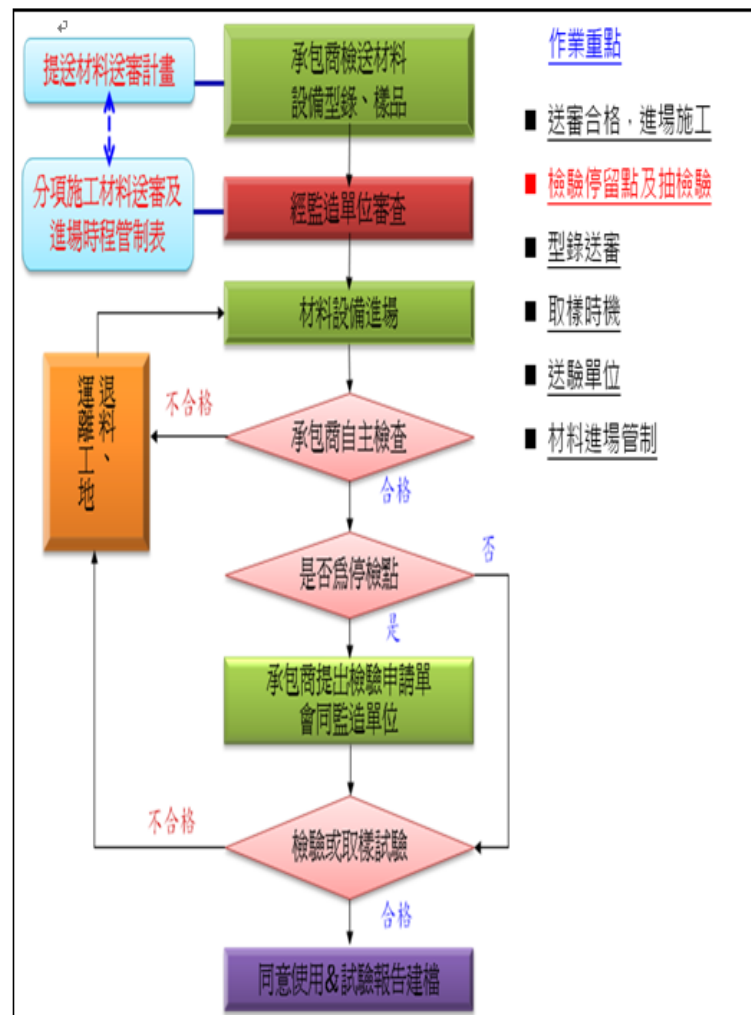 提送材料送審計畫
承包商檢送材料
設備型錄、樣品
分項施工材料送審及
進場時程管制表
經監造單位審查
材料設備進場
退料、
運離工地
不合格
承包商自主檢查
合格
是否為停檢點
否
是
承包商提出檢驗申請單
會同監造單位
不合格
檢驗或取樣試驗
合格
同意使用&試驗報告建檔
作業重點
■ 送審合格，進場施工
■ 檢驗停留點及抽檢驗
■ 型錄送審
■ 取樣時機
■ 送驗單位
■ 材料進場管制